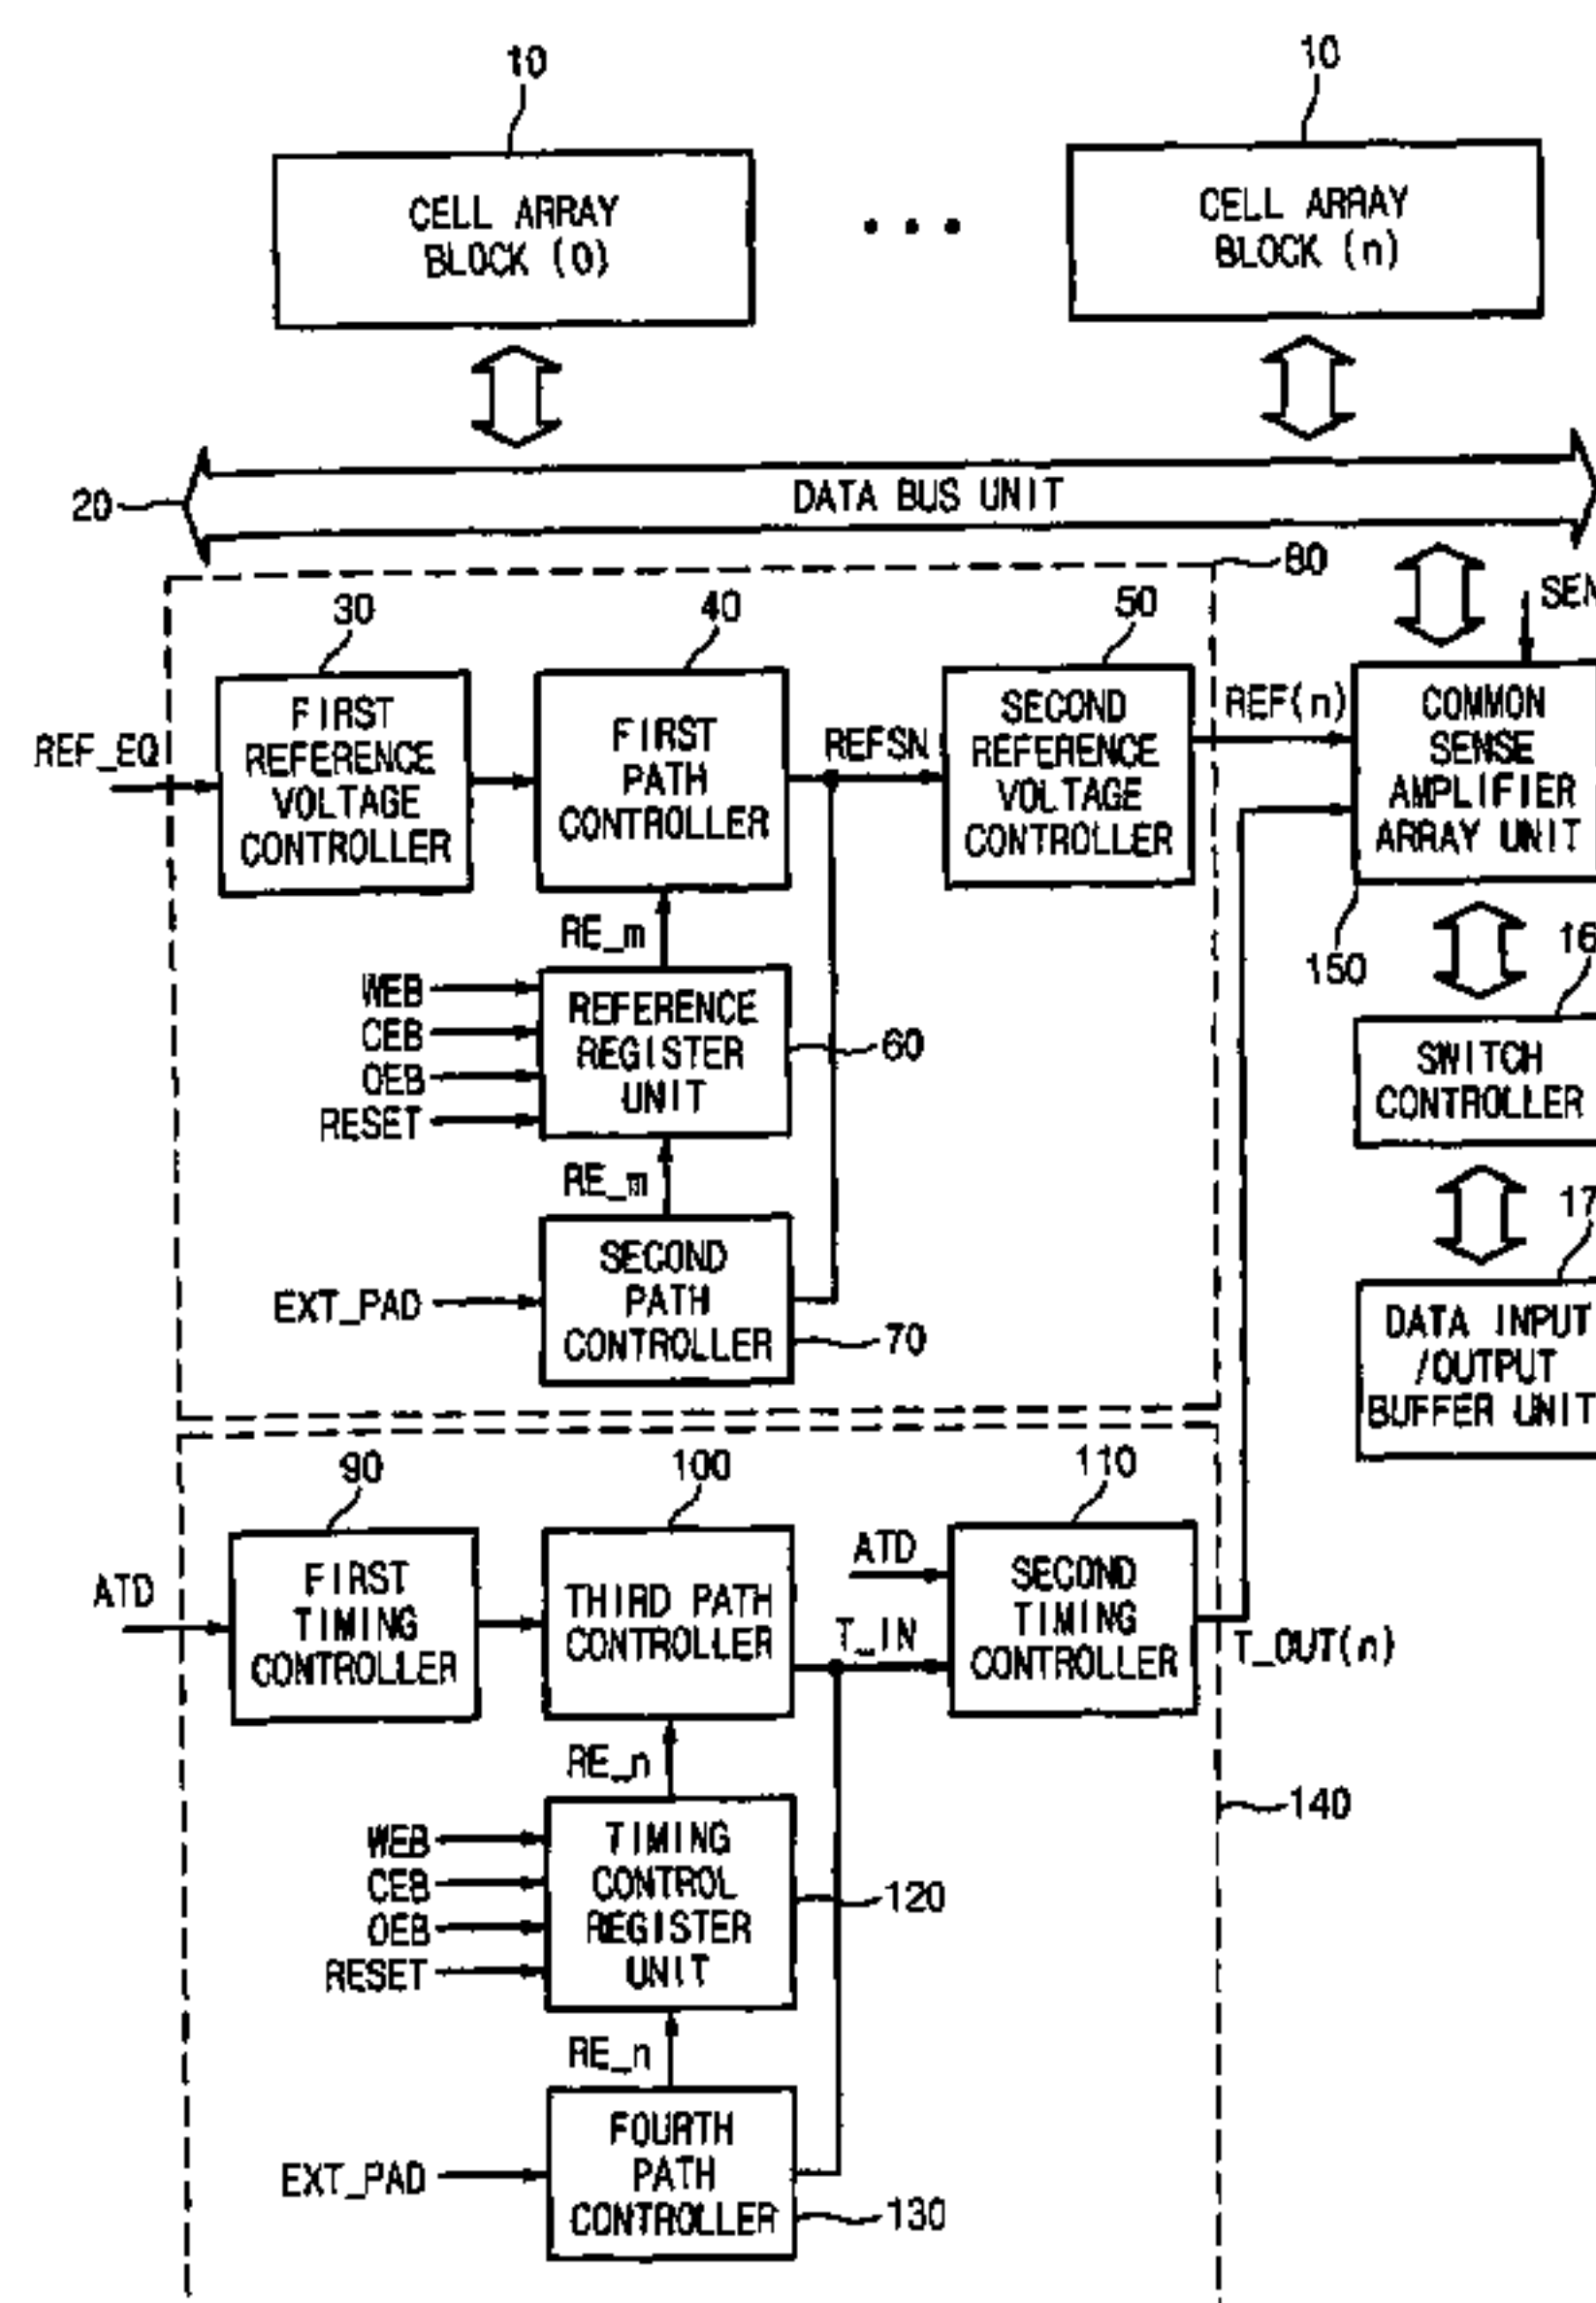 10
10
CELL ARRAY
BLOCK (0)
CELL ARRAY
BLOCK (n)
20
DATA BUS UNIT
80
30
40
50
REF_EQ
FIRST
REFERENCE
VOLTAGE
CONTROLLER
FIRST
PATH
CONTROLLER
REFSN
SECOND
REFERENCE
VOLTAGE
CONTROLLER
REF(n)
SEN
COMMON
SENSE
AMPLIFIER
ARRAY UNIT
150
RE_m
WEB
CEB
OEB
RESET
REFERENCE
REGISTER
UNIT
60
16
SWITCH
CONTROLLER
RE_m
EXT_PAD
SECOND
PATH
CONTROLLER
70
17
DATA INPUT
/OUTPUT
BUFFER UNIT
90
100
110
ATD
FIRST
TIMING
CONTROLLER
THIRD PATH
CONTROLLER
ATD
T_IN
SECOND
TIMING
CONTROLLER
T_OUT(n)
RE_n
WEB
CEB
OEB
RESET
TIMING
CONTROL
REGISTER
UNIT
120
140
RE_n
EXT_PAD
FOURTH
PATH
CONTROLLER
130